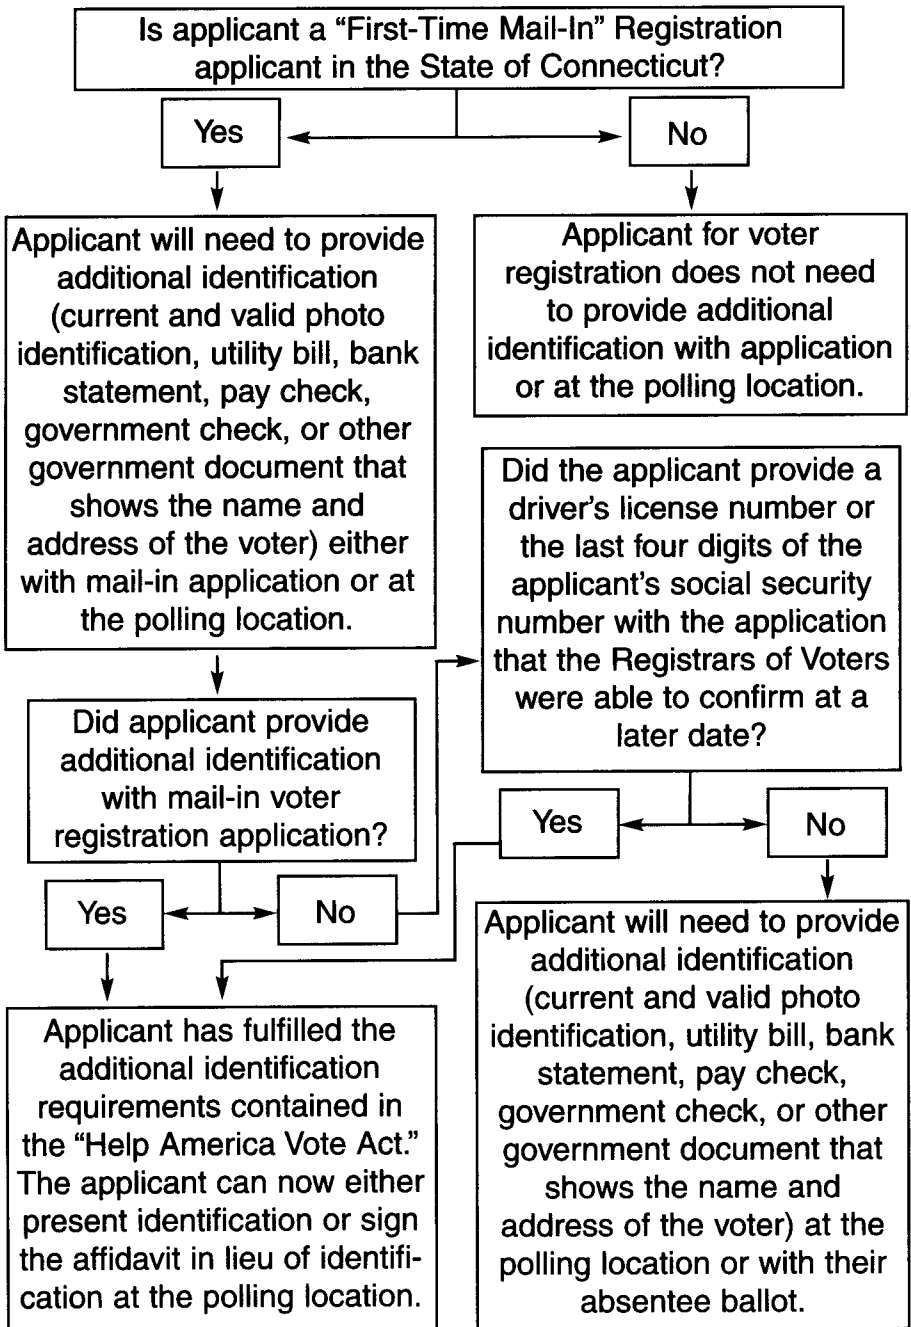 Is applicant a “First-Time Mail-In” Registration
applicant in the State of Connecticut?
Yes
No
Applicant will need to provide
additional identification
(current and valid photo
identification, utility bill, bank
statement, pay check,
government check, or other
government document that
shows the name and
address of the voter) either
with mail-in application or at
the polling location.
Applicant for voter
registration does not need
to provide additional
identification with application
or at the polling location.
Did applicant provide
additional identification
with mail-in voter
registration application?
Yes
No
Did the applicant provide a
driver’s license number or
the last four digits of the
applicant’s social security
number with the application
that the Registrars of Voters
were able to confirm at a
later date?
Yes
No
Applicant has fulfilled the
additional identification
requirements contained in
the “Help America Vote Act.”
The applicant can now either
present identification or sign
the affidavit in lieu of identifi-
cation at the polling location.
Applicant will need to provide
additional identification
(current and valid photo
identification, utility bill, bank
statement, pay check,
government check, or other
government document that
shows the name and
address of the voter) at the
polling location or with their
absentee ballot.